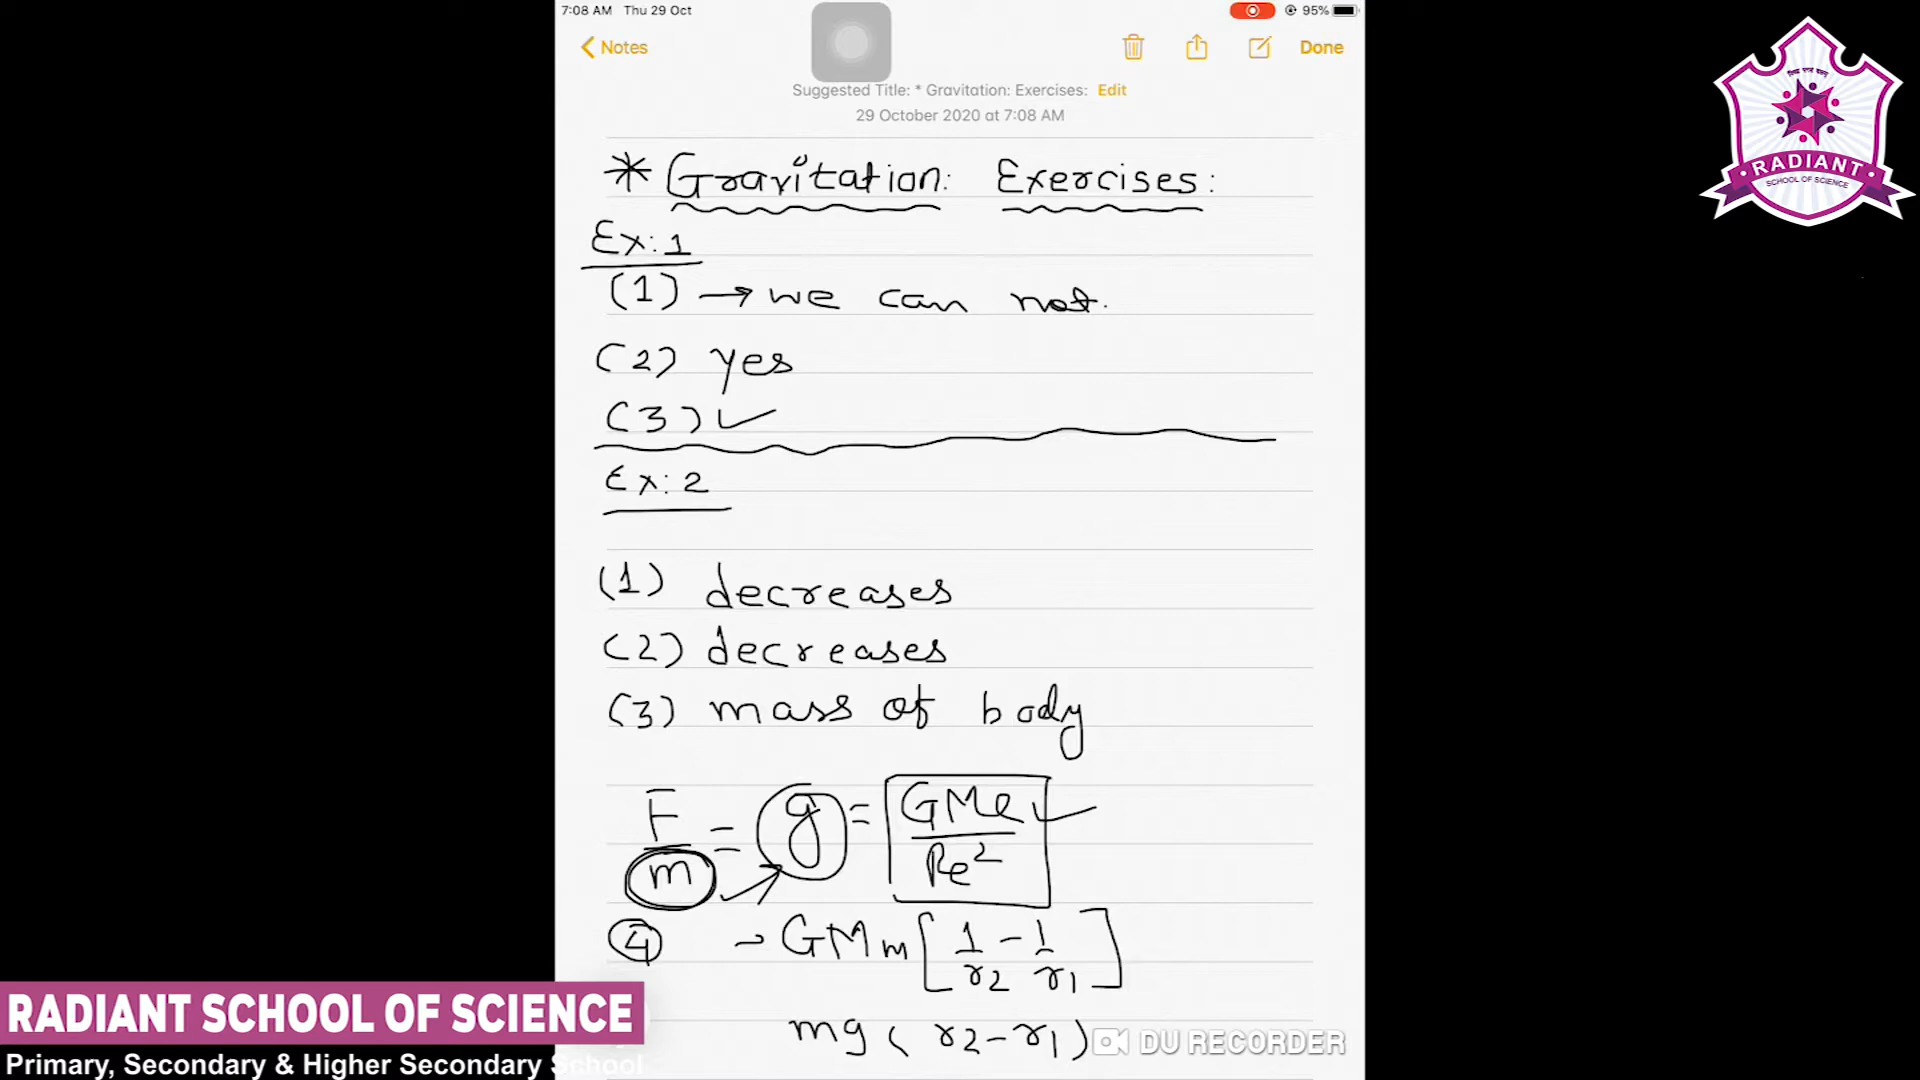 7:08 AM Thu 29 Oct 95%
Notes Done
Suggested Title: * Gravitation: Exercises: Edit
29 October 2020 at 7:08 AM
* Gravitation: Exercises:
Ex:1
(1) → we can not.
(2) yes
(3) ✓
Ex:2
(1) decreases
(2) decreases
(3) mass of body
F/m = g = GMe/Re² ✓
④ - GMm [1/r2 - 1/r1]
mg (r2-r1)
DU RECORDER
RADIANT
SCHOOL OF SCIENCE
RADIANT SCHOOL OF SCIENCE
Primary, Secondary & Higher Secondary School